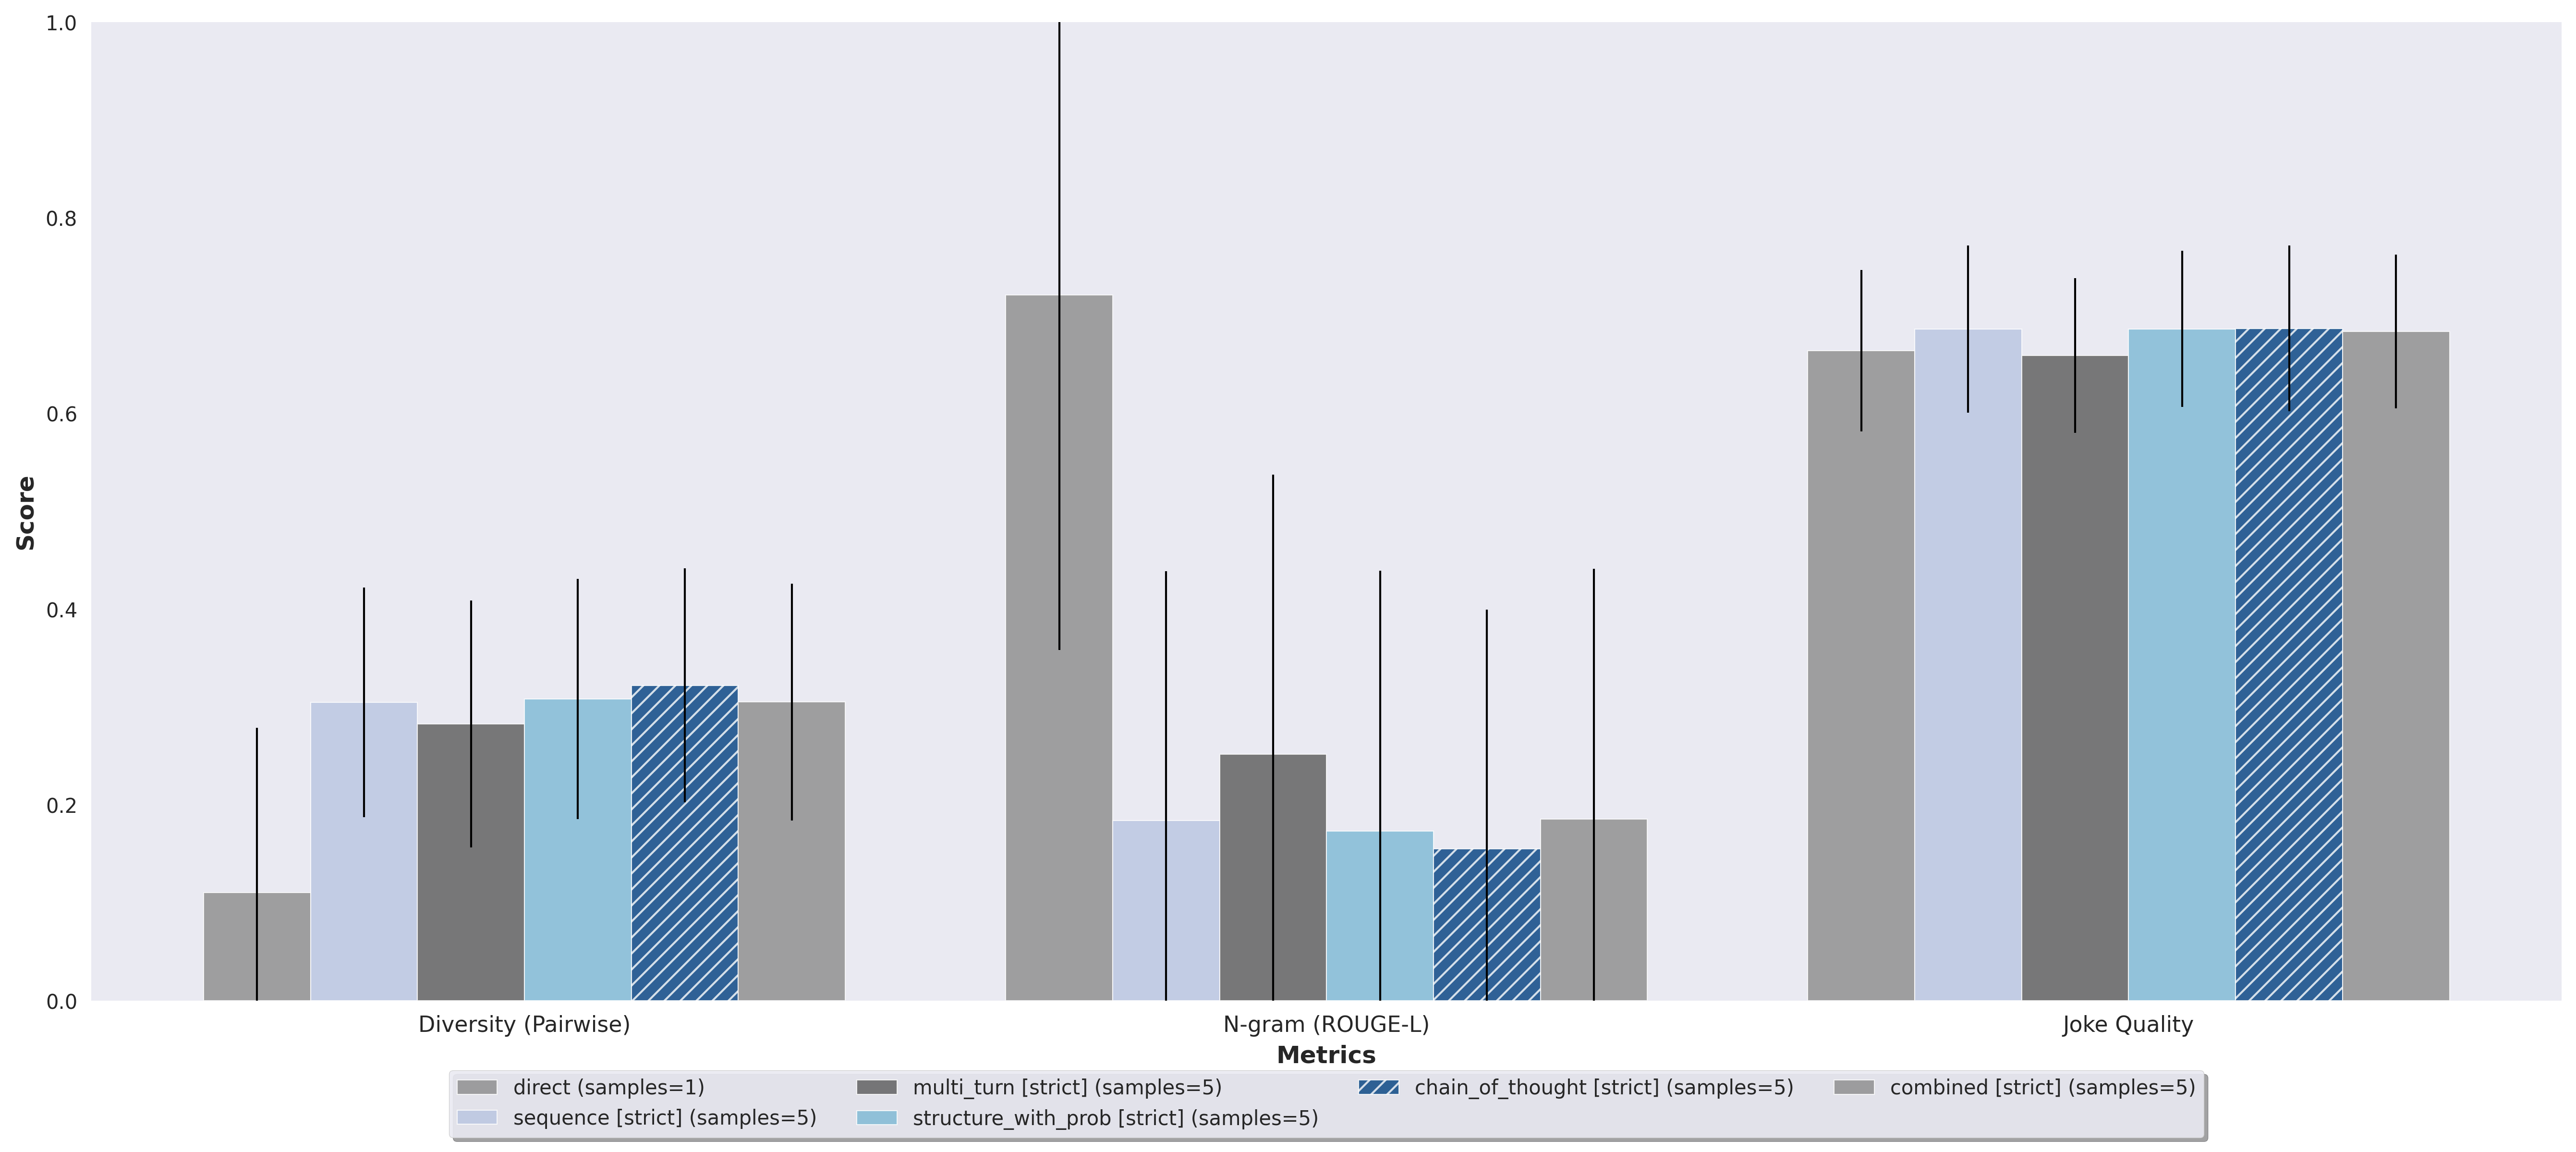 1.0
0.8
0.6
0.4
0.2
0.0
Score
Diversity (Pairwise)
N-gram (ROUGE-L)
Joke Quality
Metrics
direct (samples=1)
sequence [strict] (samples=5)
multi_turn [strict] (samples=5)
structure_with_prob [strict] (samples=5)
chain_of_thought [strict] (samples=5)
combined [strict] (samples=5)